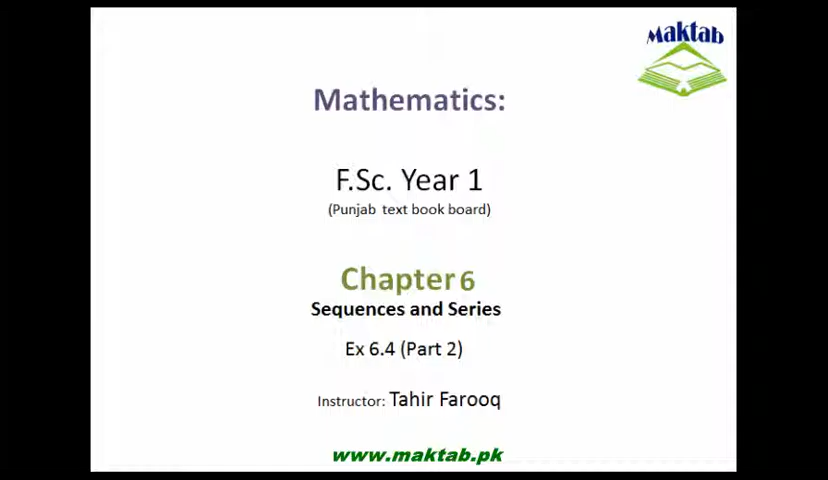 Maktab
Mathematics:
F.Sc. Year 1
(Punjab text book board)
Chapter 6
Sequences and Series
Ex 6.4 (Part 2)
Instructor: Tahir Farooq
www.maktab.pk